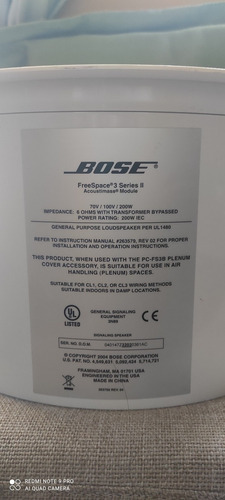 BOSE
FreeSpace®3 Series II
Acoustimass® Module
70V / 100V / 200W
IMPEDANCE, 6 OHMS WITH TRANSFORMER BYPASSED
POWER RATING: 200W IEC
GENERAL PURPOSE LOUDSPEAKER PER UL1480
REFER TO INSTRUCTION MANUAL #263579, REV 02 FOR PROPER
INSTALLATION AND OPERATION INSTRUCTIONS
THIS PRODUCT, WHEN USED WITH THE PC-FS3B PLENUM
COVER ACCESSORY, IS SUITABLE FOR USE IN AIR
HANDLING (PLENUM) SPACES.
SUITABLE FOR CL1, CL2, OR CL3 WIRING METHODS
SUITABLE INDOORS IN DAMP LOCATIONS.
UL
LISTED
SIGNALING
EQUIPMENT
SIGNALING SPEAKER
SER. NO. S.O.M.
© COPYRIGHT 2004 BOSE CORPORATION
FRAMINGHAM, MA 01701 USA
ENGINEERED IN THE USA
MADE IN CHINA
REDMI NOTE 9 PRO
AI QUAD CAMERA